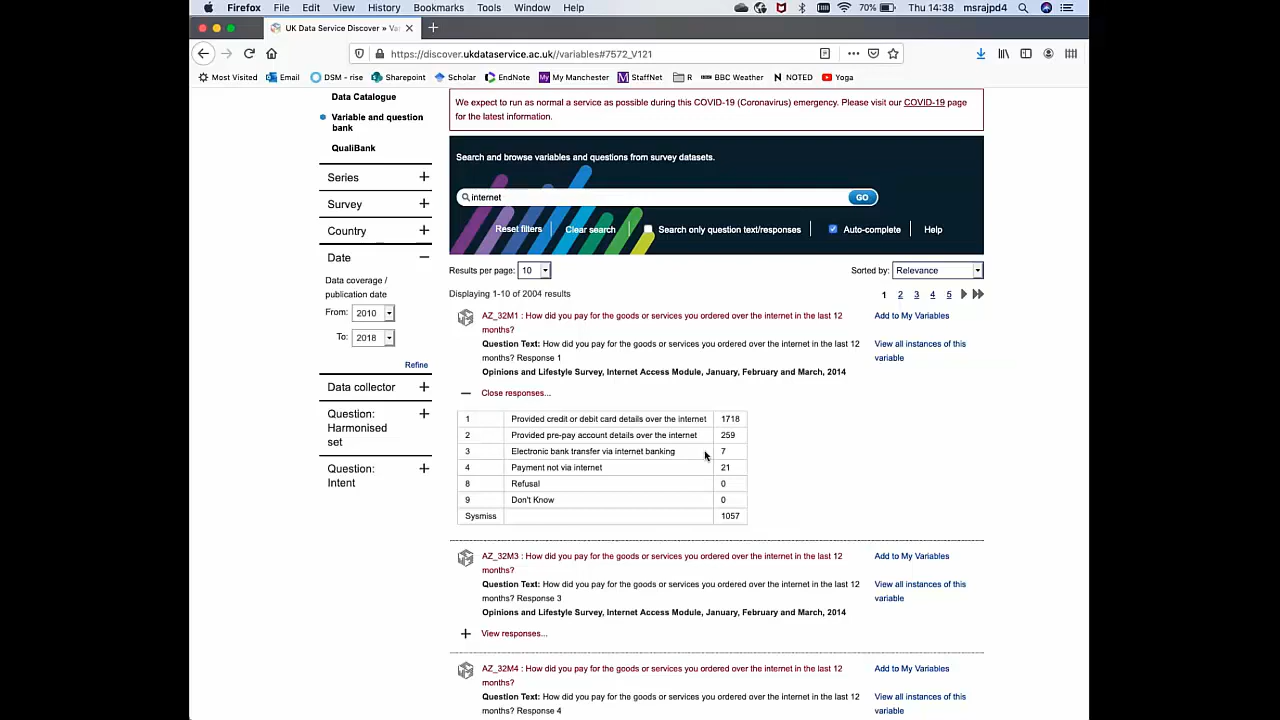 Firefox File Edit View History Bookmarks Tools Window Help 70% Thu 14:38 msrajpd4
UK Data Service Discover » Va
https://discover.ukdataservice.ac.uk//variables#7572_V121
Most Visited Email DSM - rise Sharepoint Scholar EndNote My Manchester StaffNet R BBC Weather NOTED Yoga
Data Catalogue
Variable and question
bank
QualiBank
Series
Survey
Country
Date
Data coverage /
publication date
From: 2010
To: 2018
Refine
Data collector
Question:
Harmonised
set
Question:
Intent
We expect to run as normal a service as possible during this COVID-19 (Coronavirus) emergency. Please visit our COVID-19 page
for the latest information.
Search and browse variables and questions from survey datasets.
internet GO
Reset filters Clear search Search only question text/responses Auto-complete Help
Results per page: 10 Sorted by: Relevance
Displaying 1-10 of 2004 results 1 2 3 4 5
AZ_32M1 : How did you pay for the goods or services you ordered over the internet in the last 12 Add to My Variables
months?
Question Text: How did you pay for the goods or services you ordered over the internet in the last 12 View all instances of this
months? Response 1 variable
Opinions and Lifestyle Survey, Internet Access Module, January, February and March, 2014
Close responses...
1 Provided credit or debit card details over the internet 1718
2 Provided pre-pay account details over the internet 259
3 Electronic bank transfer via internet banking 7
4 Payment not via internet 21
8 Refusal 0
9 Don't Know 0
Sysmiss 1057
AZ_32M3 : How did you pay for the goods or services you ordered over the internet in the last 12 Add to My Variables
months?
Question Text: How did you pay for the goods or services you ordered over the internet in the last 12 View all instances of this
months? Response 3 variable
Opinions and Lifestyle Survey, Internet Access Module, January, February and March, 2014
View responses...
AZ_32M4 : How did you pay for the goods or services you ordered over the internet in the last 12 Add to My Variables
months?
Question Text: How did you pay for the goods or services you ordered over the internet in the last 12 View all instances of this
months? Response 4 variable